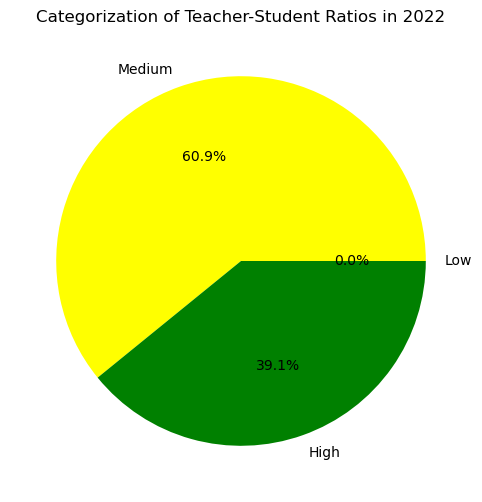 Categorization of Teacher-Student Ratios in 2022
Medium
60.9%
0.0%
Low
39.1%
High